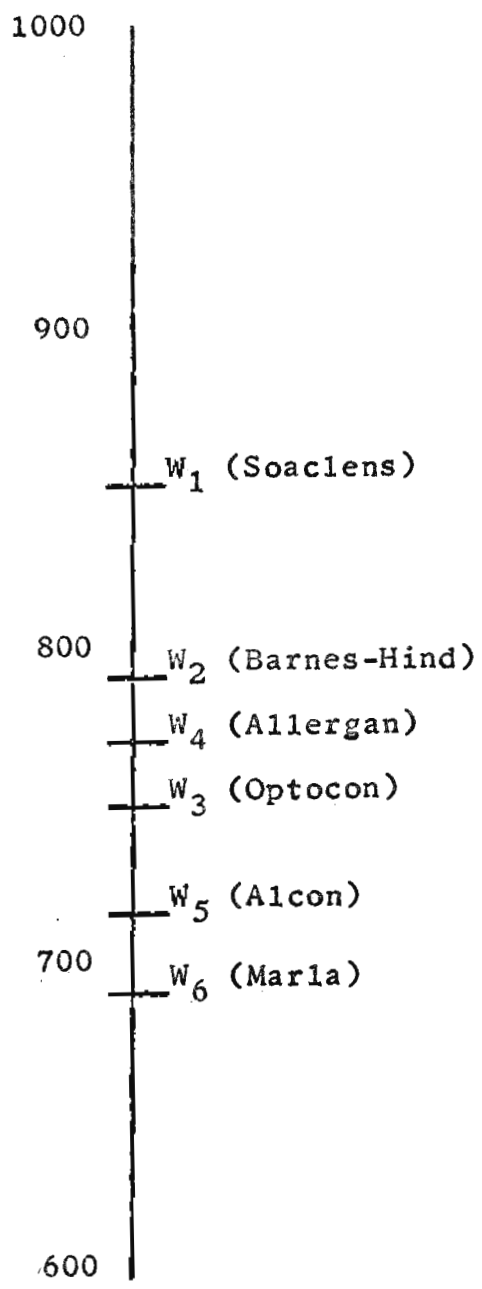 1000
900
W1 (Soaclens)
800
W2 (Barnes-Hind)
W4 (Allergan)
W3 (Optocon)
W5 (Alcon)
700
W6 (Marla)
600